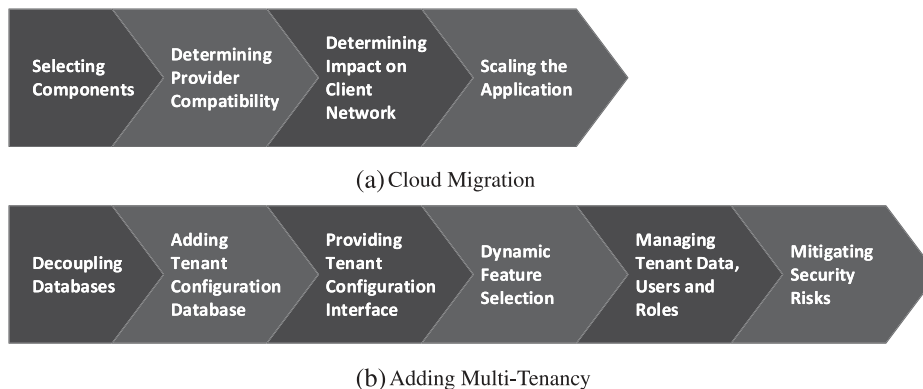 Selecting
Components
Determining
Provider
Compatibility
Determining
Impact on
Client
Network
Scaling the
Application
(a) Cloud Migration
Decoupling
Databases
Adding
Tenant
Configuration
Database
Providing
Tenant
Configuration
Interface
Dynamic
Feature
Selection
Managing
Tenant Data,
Users and
Roles
Mitigating
Security
Risks
(b) Adding Multi-Tenancy